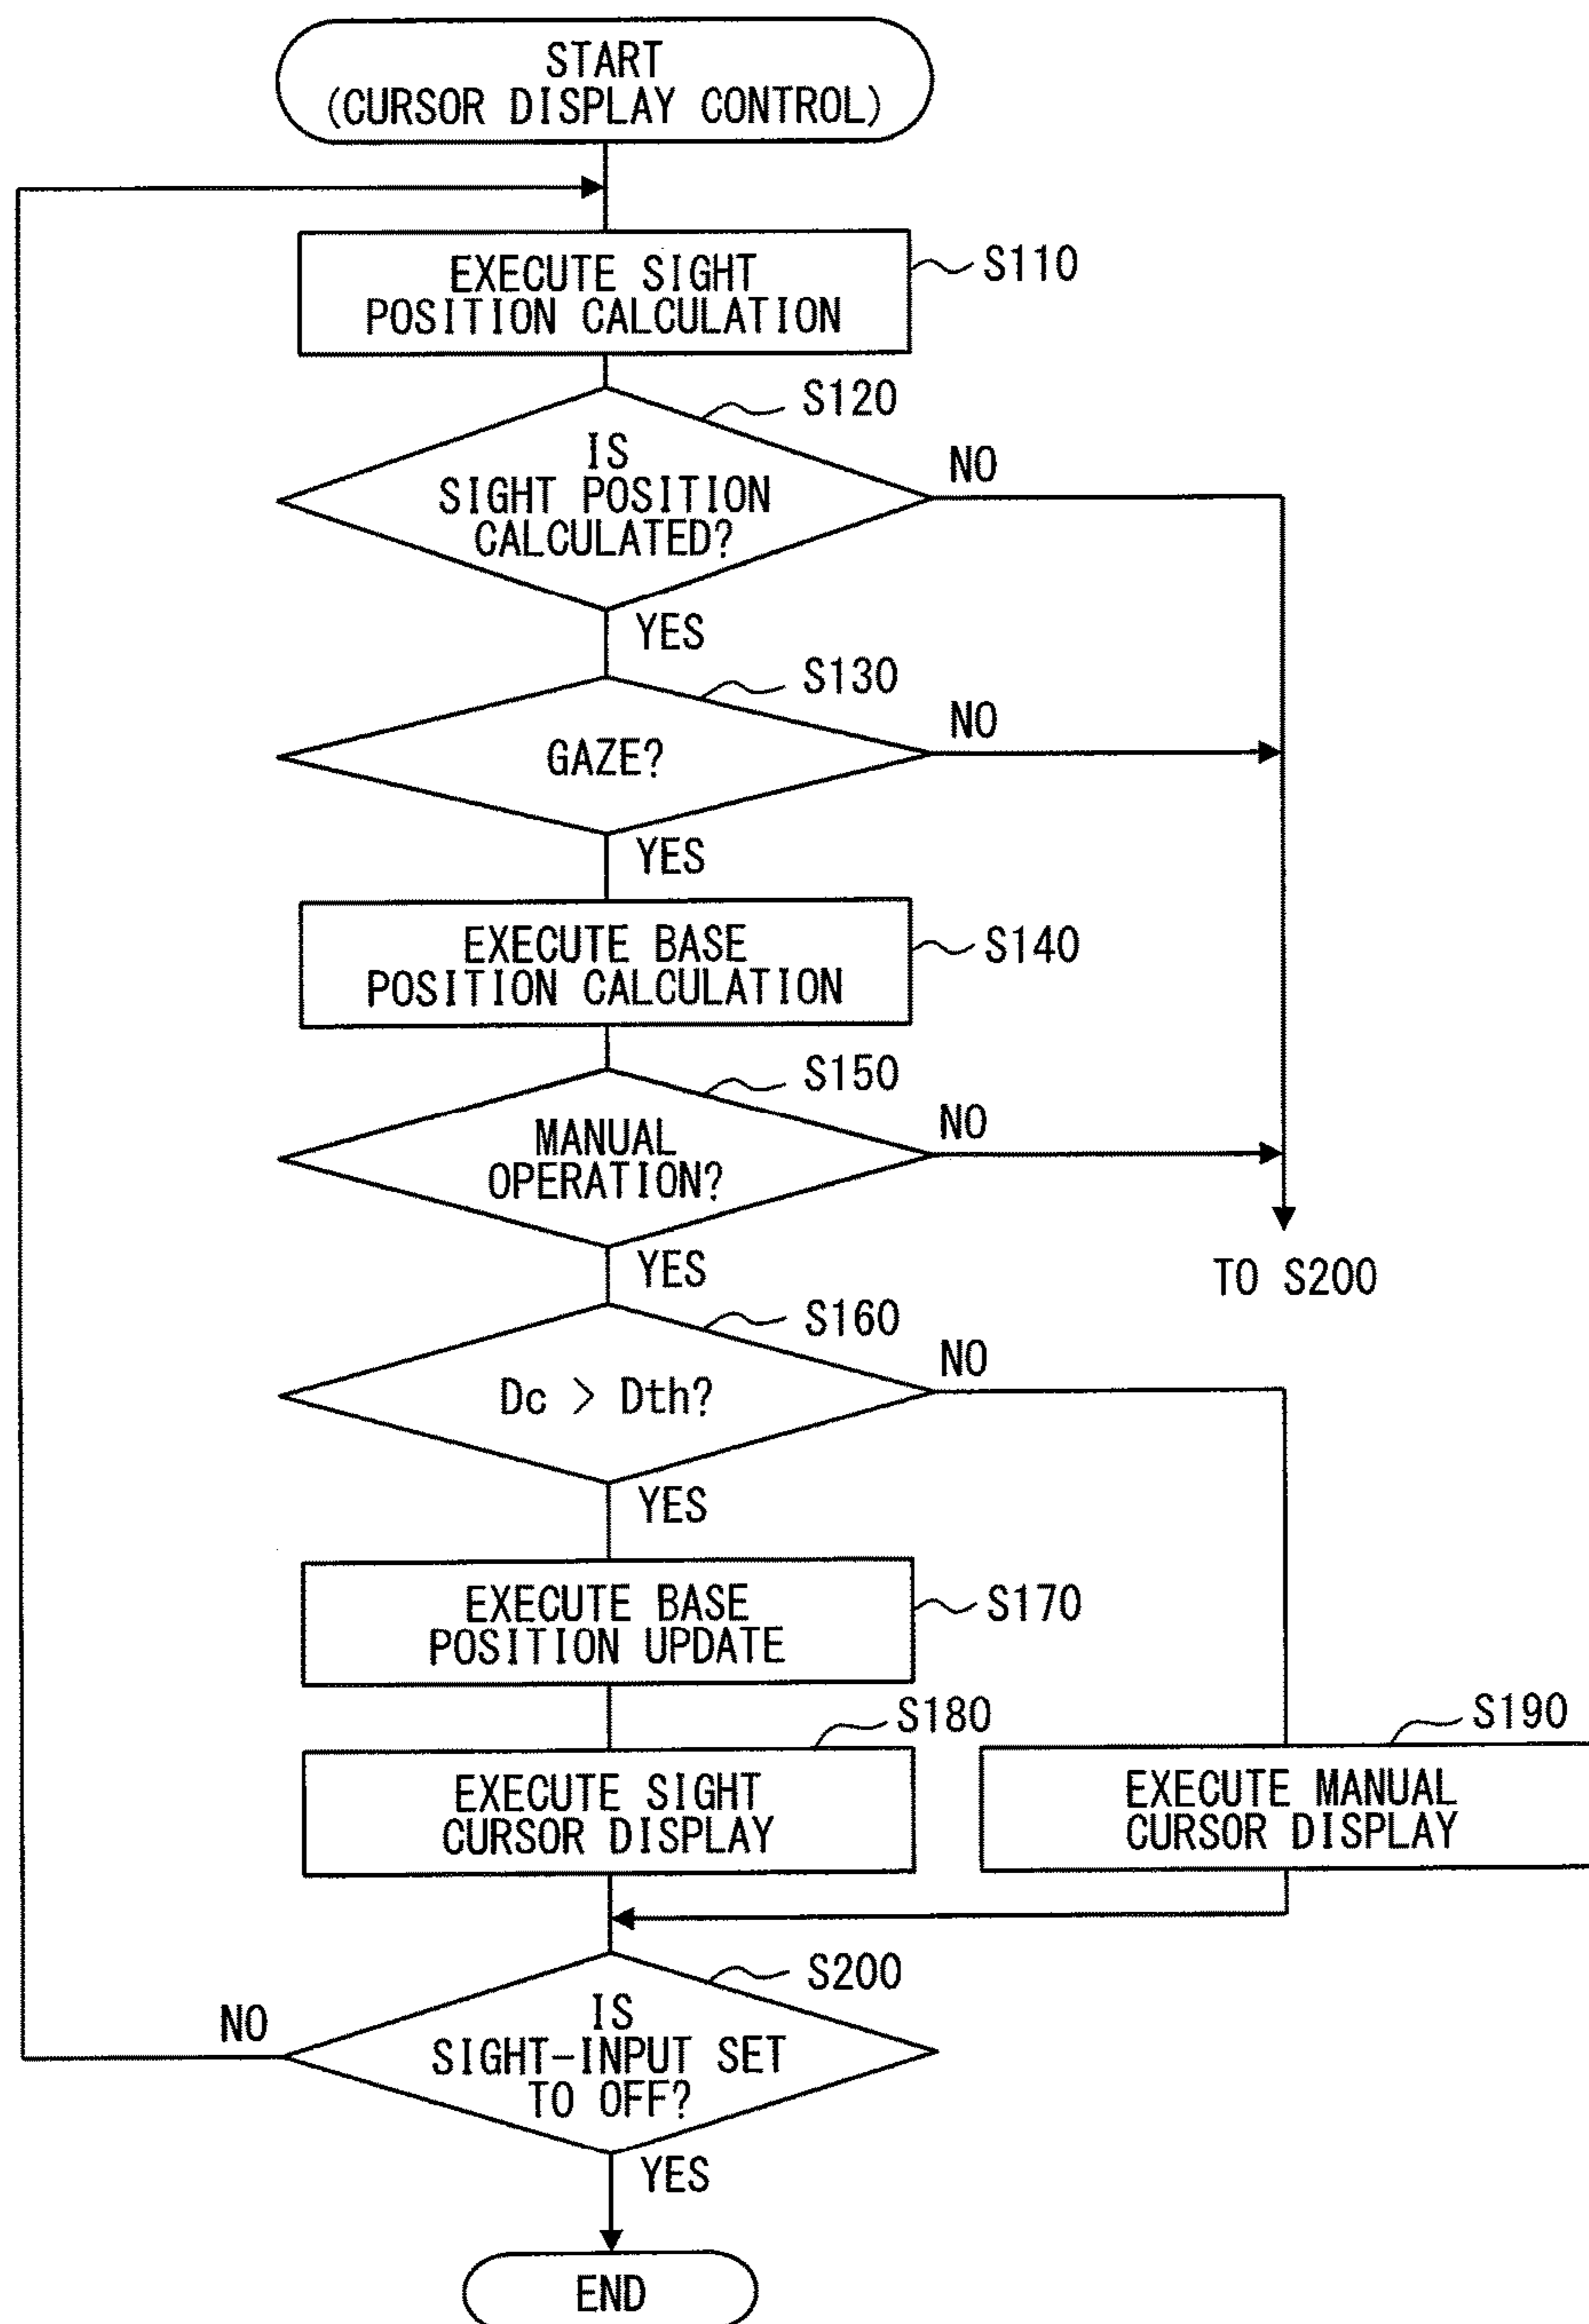 START
(CURSOR DISPLAY CONTROL)
EXECUTE SIGHT
POSITION CALCULATION
S110
S120
IS
SIGHT POSITION
CALCULATED?
NO
YES
S130
GAZE?
NO
YES
EXECUTE BASE
POSITION CALCULATION
S140
S150
MANUAL
OPERATION?
NO
YES
TO S200
S160
Dc > Dth?
NO
YES
EXECUTE BASE
POSITION UPDATE
S170
S180
EXECUTE SIGHT
CURSOR DISPLAY
S190
EXECUTE MANUAL
CURSOR DISPLAY
S200
IS
SIGHT-INPUT SET
TO OFF?
NO
YES
END